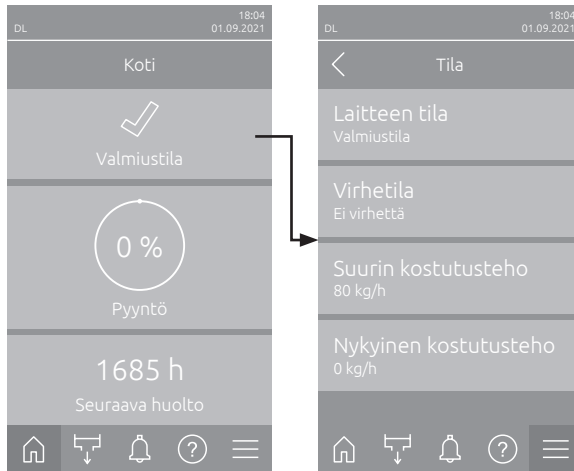 18:04
DL 01.09.2021
Koti
Valmiustila
0 %
Pyyntö
1685 h
Seuraava huolto
18:04
DL 01.09.2021
Tila
Laitteen tila
Valmiustila
Virhetila
Ei virhettä
Suurin kostutusteho
80 kg/h
Nykyinen kostutusteho
0 kg/h